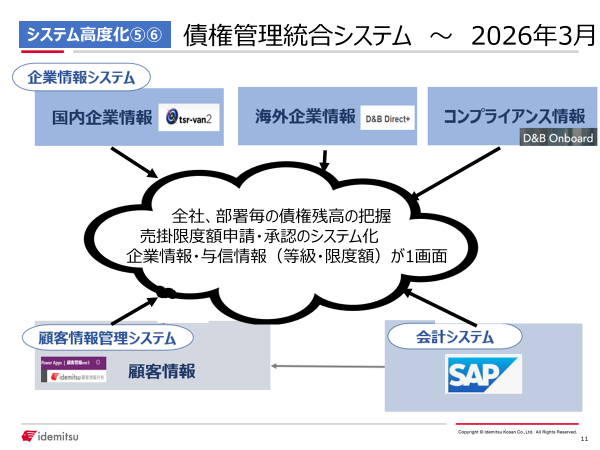 システム高度化⑤⑥
債権管理統合システム ～ 2026年3月
企業情報システム
国内企業情報
tsr-van2
海外企業情報
D&B Direct+
コンプライアンス情報
D&B Onboard
全社、部署毎の債権残高の把握
売掛限度額申請・承認のシステム化
企業情報・与信情報（等級・限度額）が1画面
顧客情報管理システム
Power Apps | 顧客情報
idemitsu
顧客情報
会計システム
SAP
idemitsu
Copyright © Idemitsu Kosan Co.,Ltd. All Rights Reserved.
11